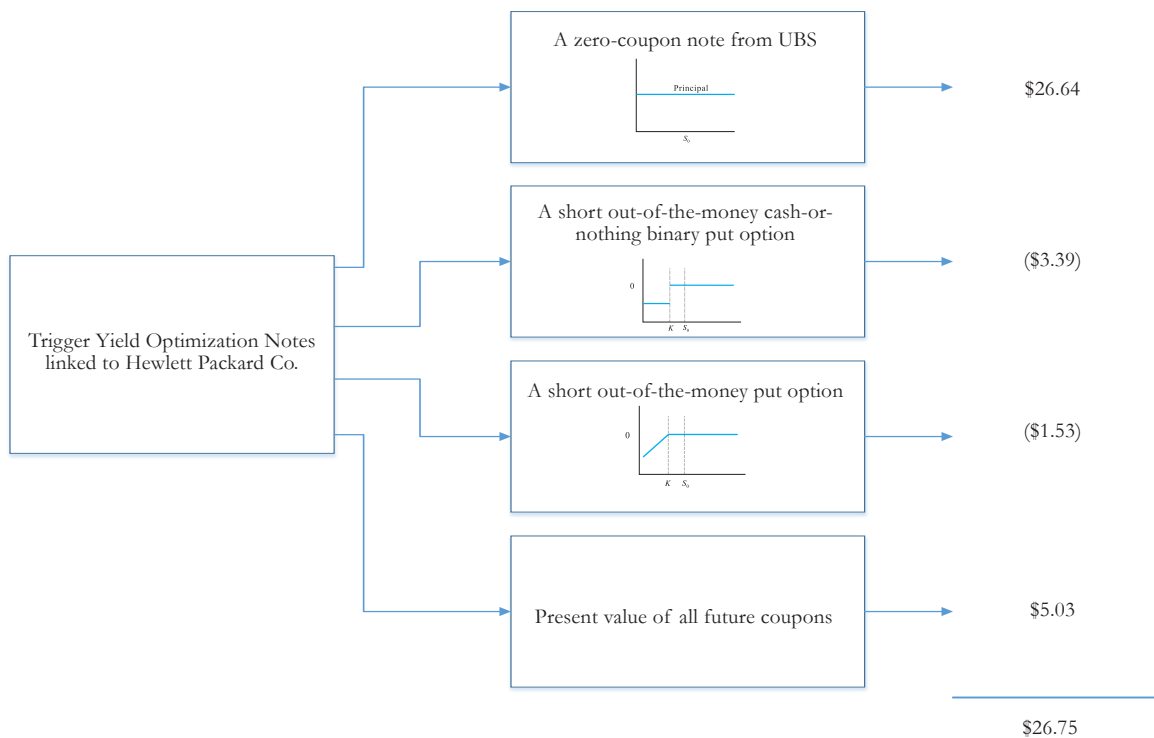 A zero-coupon note from UBS
Principal
S₀
$26.64
A short out-of-the-money cash-or-
nothing binary put option
0
K S₀
($3.39)
Trigger Yield Optimization Notes
linked to Hewlett Packard Co.
A short out-of-the-money put option
0
K S₀
($1.53)
Present value of all future coupons
$5.03
$26.75